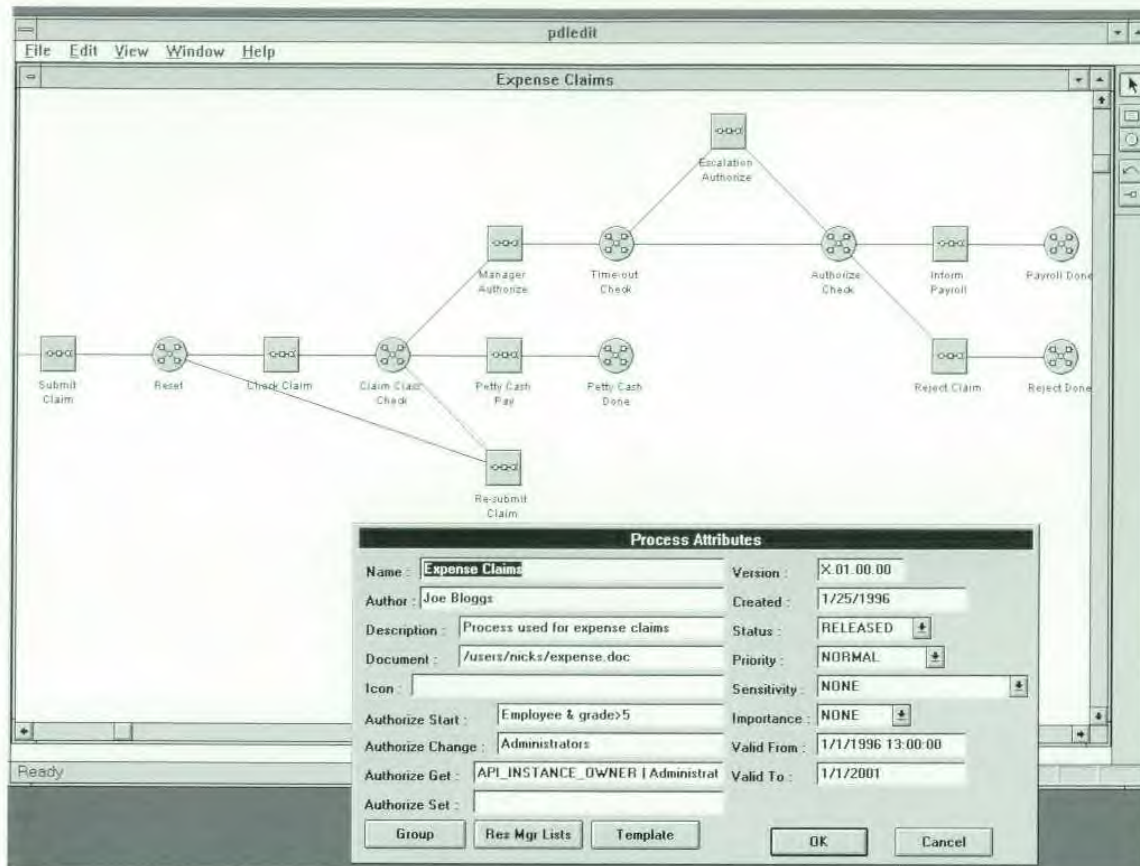 pdledit
File Edit View Window Help
Expense Claims
Escalation
Authorize
Manager
Authorize
Time-out
Check
Authorize
Check
Inform
Payroll
Payroll Done
Submit
Claim
Reset
Check Claim
Claim Class
Check
Petty Cash
Pay
Petty Cash
Done
Reject Claim
Reject Done
Re-submit
Claim
Process Attributes
Name : Expense Claims
Version : X.01.00.00
Author : Joe Bloggs
Created : 1/25/1996
Description : Process used for expense claims
Status : RELEASED
Document : /users/nicks/expense.doc
Priority : NORMAL
Icon :
Sensitivity : NONE
Authorize Start : Employee & grade>5
Importance : NONE
Authorize Change : Administrators
Valid From : 1/1/1996 13:00:00
Authorize Get : API_INSTANCE_OWNER | Administrat
Valid To : 1/1/2001
Authorize Set :
Group Res Mgr Lists Template OK Cancel
Ready